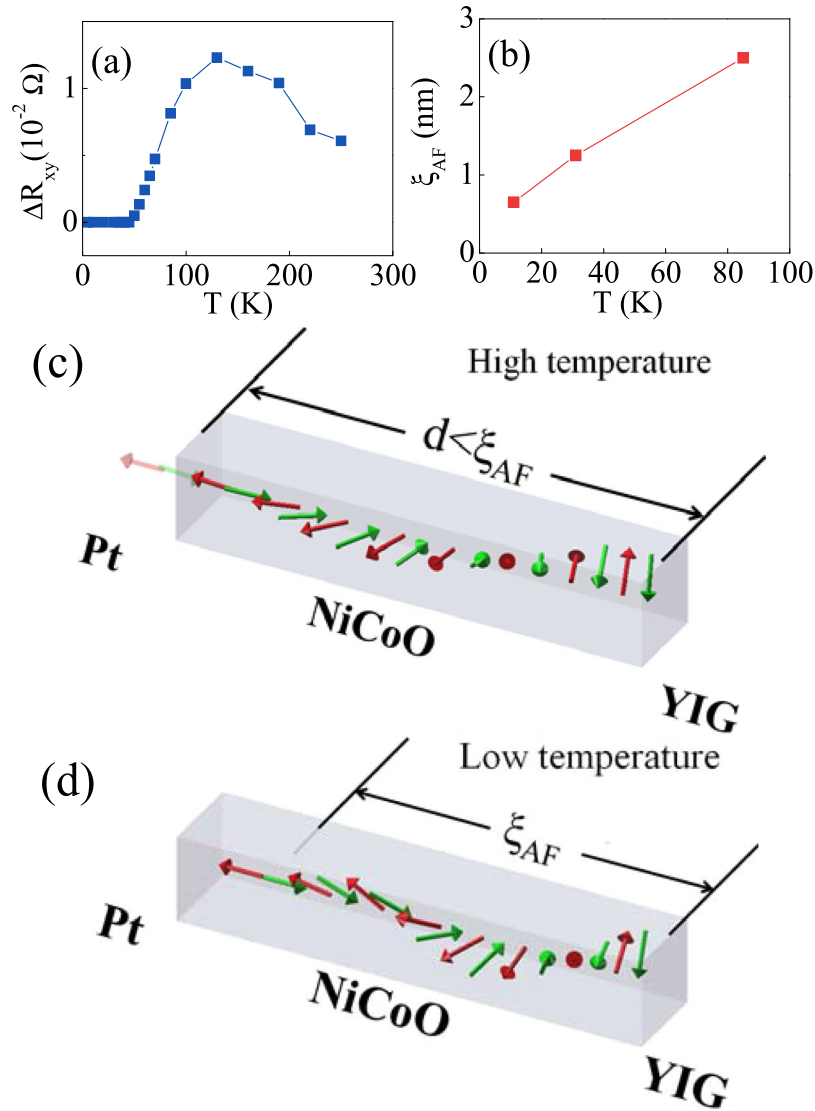 (a)
ΔR_xy(10^-2 Ω)
1
0
0
100
200
300
T (K)
(b)
ξ_AF (nm)
3
2
1
0
0
20
40
60
80
100
T (K)
(c)
High temperature
d<ξ_AF
Pt
NiCoO
YIG
(d)
Low temperature
ξ_AF
Pt
NiCoO
YIG